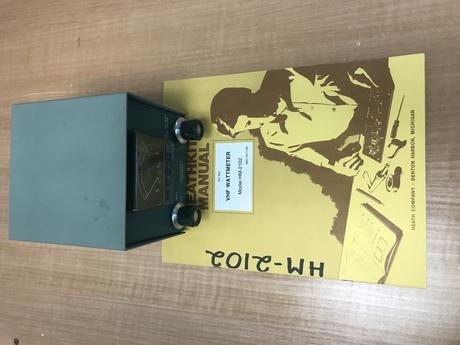 HEATHKIT
MANUAL
for the
VHF WATTMETER
Model HM-2102
HEATH COMPANY - BENTON HARBOR, MICHIGAN
HM-2102